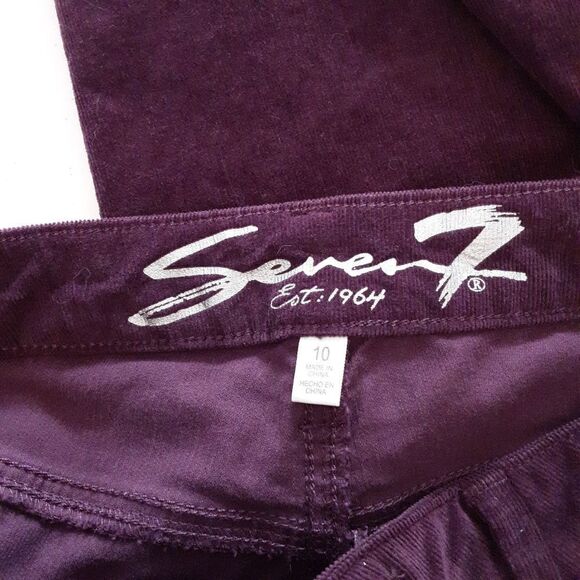 Seven7®
Est. 1964
10
MADE IN
CHINA
HECHO EN
CHINA